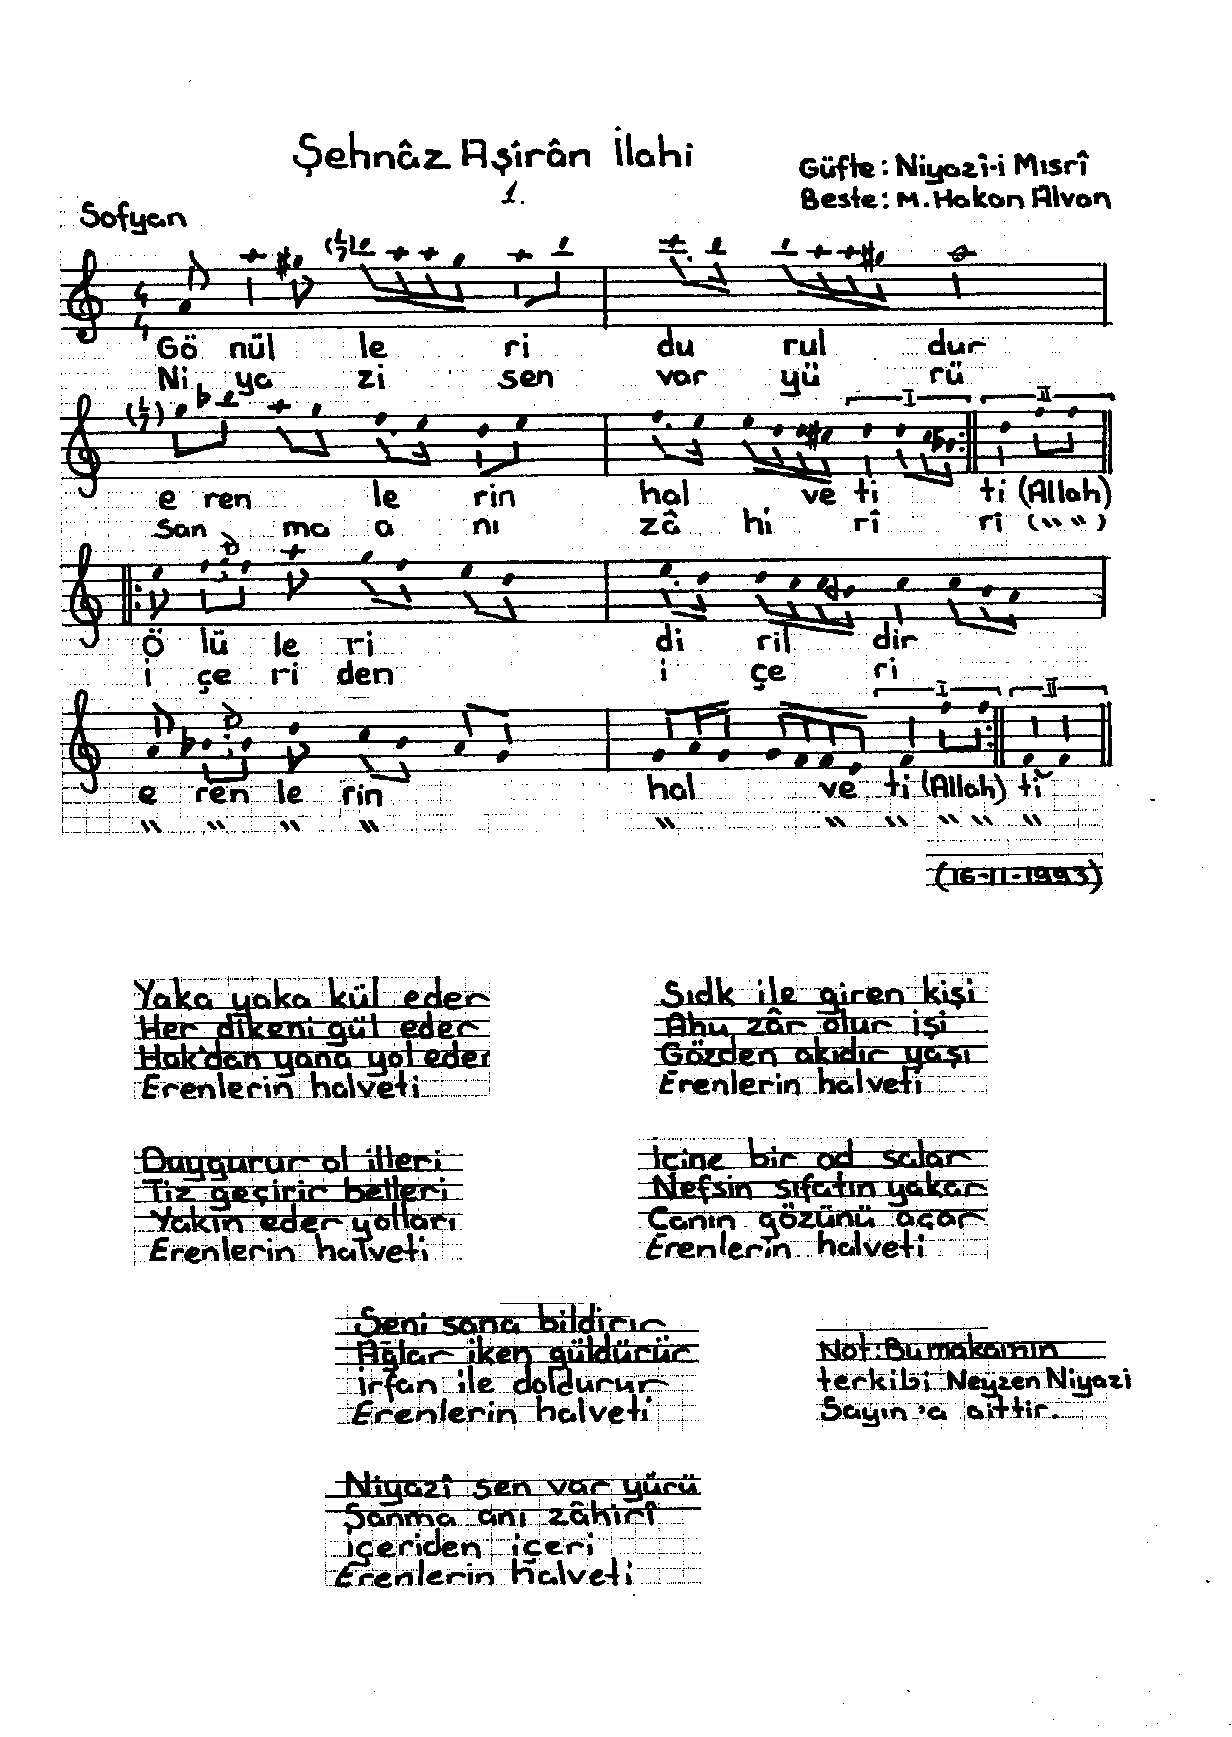 Şehnâz Aşîrân İlahi
1.
Güfte: Niyazî-i Mısrî
Beste: M. Hakan Alvan
Sofyan
Gö nül le ri du rul dur
Ni ya zi sen var yü rü
I II
e ren le rin hal ve ti ti (Allah)
san ma a nı zâ hi rî rî (" ")
Ö lü le ri di ril dir
i çe ri den i çe ri
I II
e ren le rin hal ve ti (Allah) ti
" " " " " " " " " "
(16-11-1993)
Yaka yaka kül eder
Her dikeni gül eder
Hak'dan yana yol eder
Erenlerin halveti
Sıdk ile giren kişi
Ahu zâr olur işi
Gözden akıdır yaşı
Erenlerin halveti
Duygurur ol illeri
Tiz geçirir belleri
Yakin eder yolları
Erenlerin halveti
İçine bir od salar
Nefsin sıfatın yakar
Canın gözünü açar
Erenlerin halveti
Seni sana bildirir
Ağlar iken güldürür
irfan ile doldurur
Erenlerin halveti
Not: Bu makamın
terkibi Neyzen Niyazi
Sayın'a aittir.
Niyazî sen var yürü
Sanma anı zâhirî
içeriden içeri
Erenlerin halveti